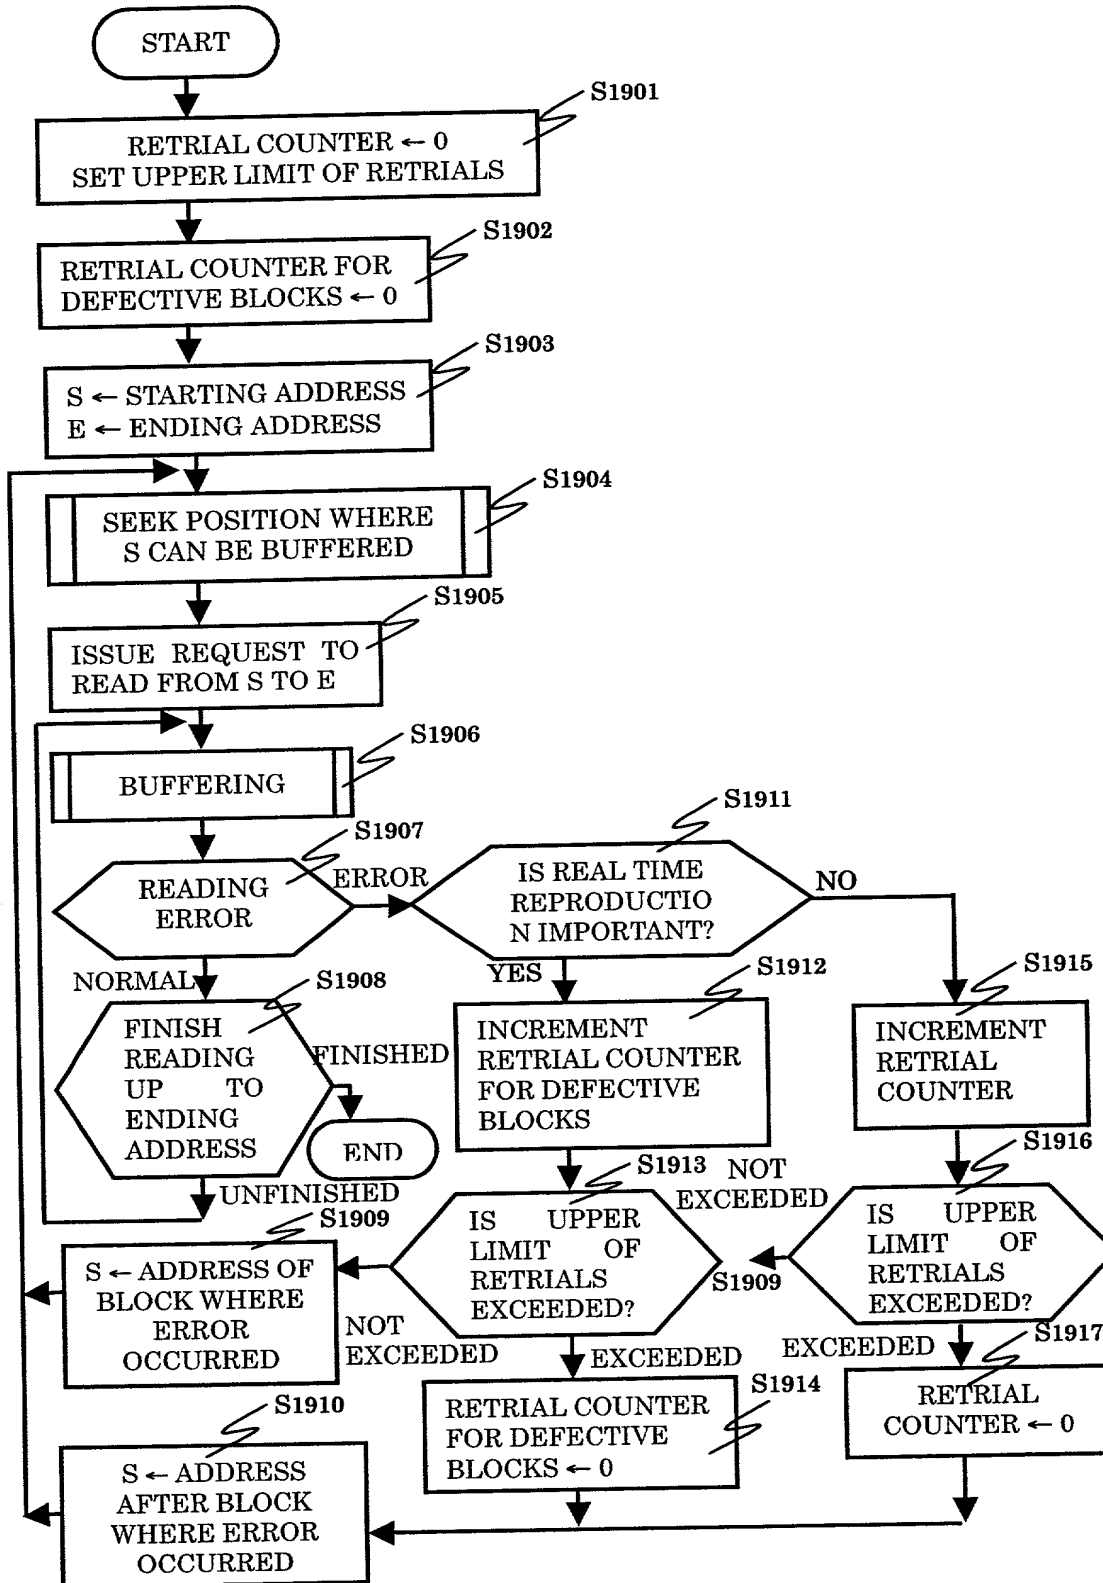 START
S1901
RETRIAL COUNTER ← 0
SET UPPER LIMIT OF RETRIALS
S1902
RETRIAL COUNTER FOR
DEFECTIVE BLOCKS ← 0
S1903
S ← STARTING ADDRESS
E ← ENDING ADDRESS
S1904
SEEK POSITION WHERE
S CAN BE BUFFERED
S1905
ISSUE REQUEST TO
READ FROM S TO E
S1906
BUFFERING
S1907
READING
ERROR
ERROR
NORMAL
S1911
IS REAL TIME
REPRODUCTIO
N IMPORTANT?
NO
YES
S1908
FINISH
READING
UP TO
ENDING
ADDRESS
FINISHED
END
UNFINISHED
S1912
INCREMENT
RETRIAL COUNTER
FOR DEFECTIVE
BLOCKS
S1915
INCREMENT
RETRIAL
COUNTER
S1913
IS UPPER
LIMIT OF
RETRIALS
EXCEEDED?
NOT
EXCEEDED
S1916
IS UPPER
LIMIT OF
RETRIALS
EXCEEDED?
NOT
EXCEEDED
S1909
S1909
S ← ADDRESS OF
BLOCK WHERE
ERROR
OCCURRED
EXCEEDED
EXCEEDED
S1914
RETRIAL COUNTER
FOR DEFECTIVE
BLOCKS ← 0
S1917
RETRIAL
COUNTER ← 0
S1910
S ← ADDRESS
AFTER BLOCK
WHERE ERROR
OCCURRED